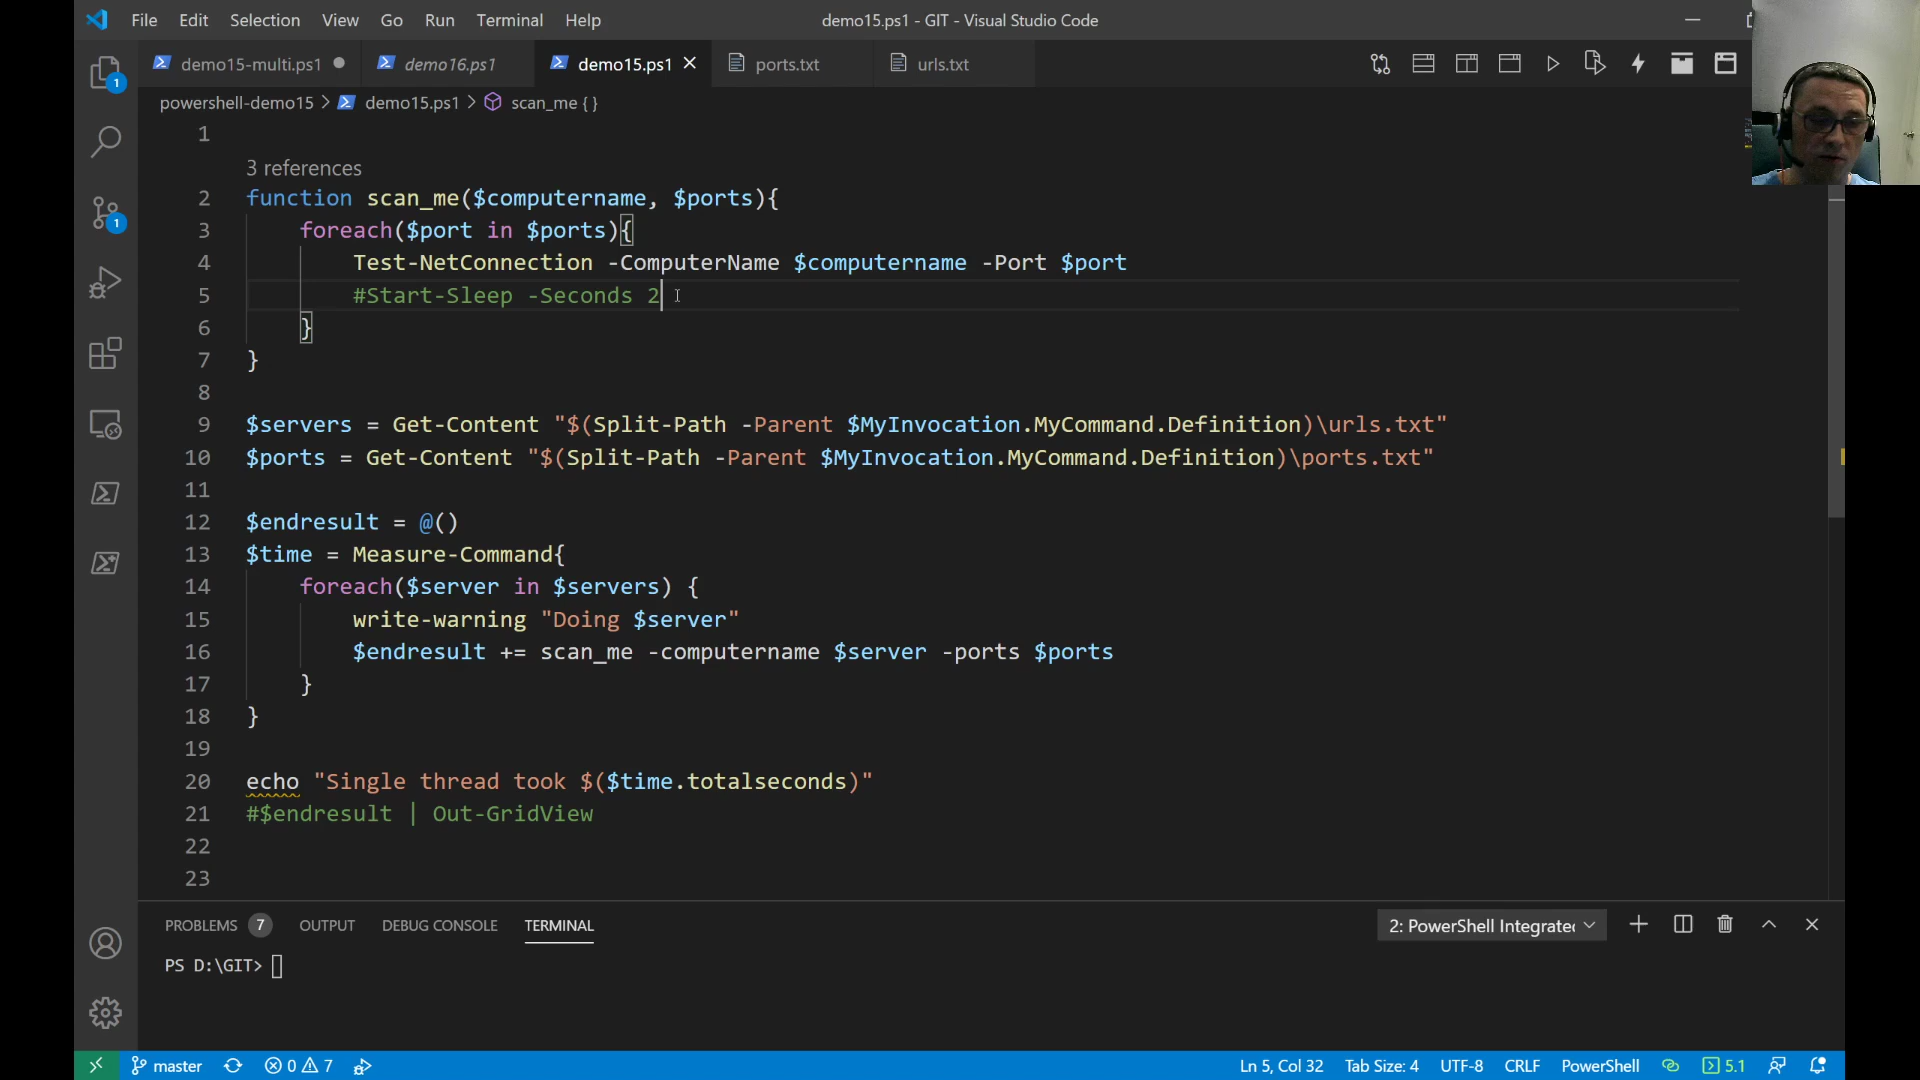 File Edit Selection View Go Run Terminal Help demo15.ps1 - GIT - Visual Studio Code
demo15-multi.ps1 demo16.ps1 demo15.ps1 ports.txt urls.txt
powershell-demo15 > demo15.ps1 > scan_me { }
1
3 references
2 function scan_me($computername, $ports){
3 foreach($port in $ports){
4 Test-NetConnection -ComputerName $computername -Port $port
5 #Start-Sleep -Seconds 2
6 }
7 }
8
9 $servers = Get-Content "$(Split-Path -Parent $MyInvocation.MyCommand.Definition)\urls.txt"
10 $ports = Get-Content "$(Split-Path -Parent $MyInvocation.MyCommand.Definition)\ports.txt"
11
12 $endresult = @()
13 $time = Measure-Command{
14 foreach($server in $servers) {
15 write-warning "Doing $server"
16 $endresult += scan_me -computername $server -ports $ports
17 }
18 }
19
20 echo "Single thread took $($time.totalseconds)"
21 #$endresult | Out-GridView
22
23
1
1
PROBLEMS 7 OUTPUT DEBUG CONSOLE TERMINAL 2: PowerShell Integrate
PS D:\GIT>
master 0 7 Ln 5, Col 32 Tab Size: 4 UTF-8 CRLF PowerShell 5.1